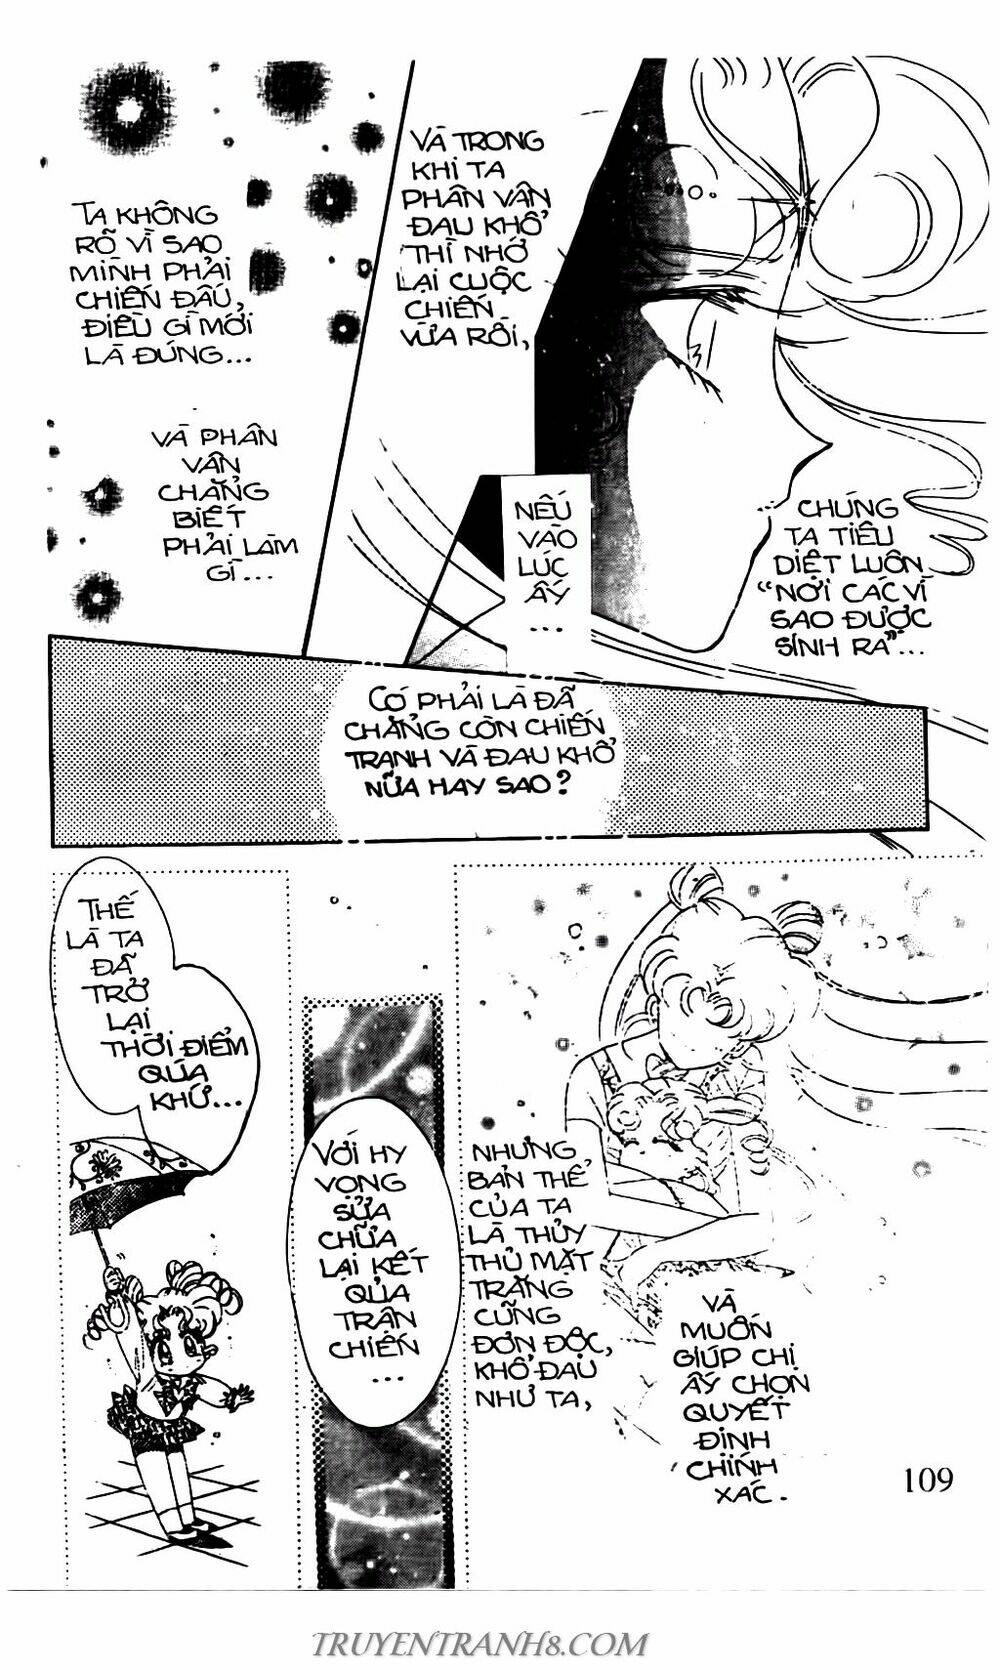 TA KHÔNG
RÕ VÌ SAO
MÌNH PHẢI
CHIẾN ĐẤU,
ĐIỀU GÌ MỚI
LÀ ĐÚNG...
VÀ PHÂN
VÂN
CHẲNG
BIẾT
PHẢI LÀM
GÌ...
VÀ TRONG
KHI TA
PHÂN VÂN
ĐAU KHỔ
THÌ NHỚ
LẠI CUỘC
CHIẾN
VỪA RỒI,
NẾU
VÀO
LÚC
ẤY
...
CHÚNG
TA TIÊU
DIỆT LUÔN
"NƠI CÁC VÌ
SAO ĐƯỢC
SINH RA"...
CÓ PHẢI LÀ ĐÃ
CHẲNG CÒN CHIẾN
TRANH VÀ ĐAU KHỔ
NỮA HAY SAO?
THẾ
LÀ TA
ĐÃ
TRỞ
LẠI
THỜI ĐIỂM
QÚA
KHỨ...
VỚI HY
VỌNG
SỬA
CHỮA
LẠI KẾT
QỦA
TRẬN
CHIẾN
...
NHƯNG
BẢN THỂ
CỦA TA
LÀ THỦY
THỦ MẶT
TRĂNG
CŨNG
ĐƠN ĐỘC,
KHỔ ĐAU
NHƯ TA,
VÀ
MUỐN
GIÚP CHỊ
ẤY CHỌN
QUYẾT
ĐỊNH
CHÍNH
XÁC.
109
TRUYENTRANH8.COM